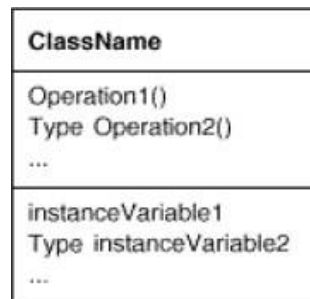 ClassName
Operation1()
Type Operation2()
...
instanceVariable1
Type instanceVariable2
...